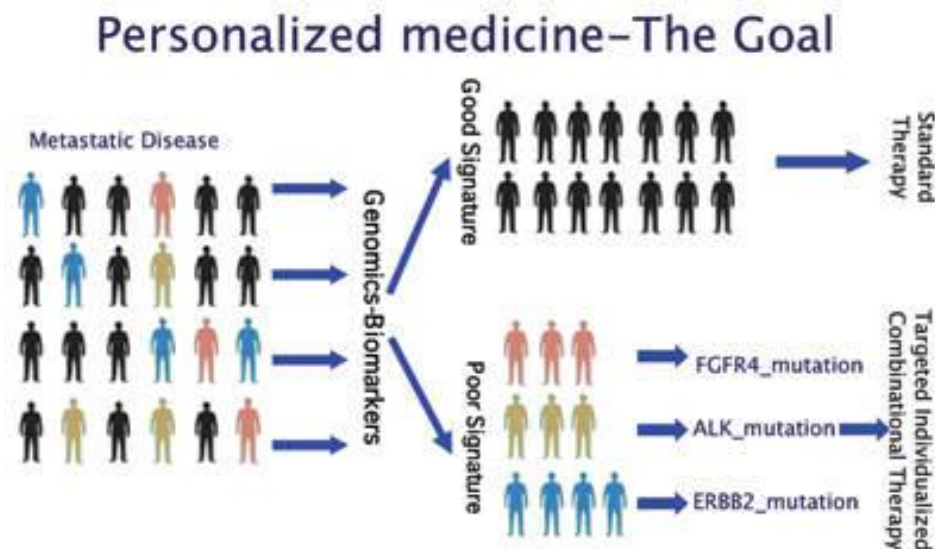 Personalized medicine–The Goal
Metastatic Disease
Genomics-Biomarkers
Good Signature
Standard
Therapy
Poor Signature
FGFR4_mutation
ALK_mutation
ERBB2_mutation
Targeted Individualized
Combinational Therapy